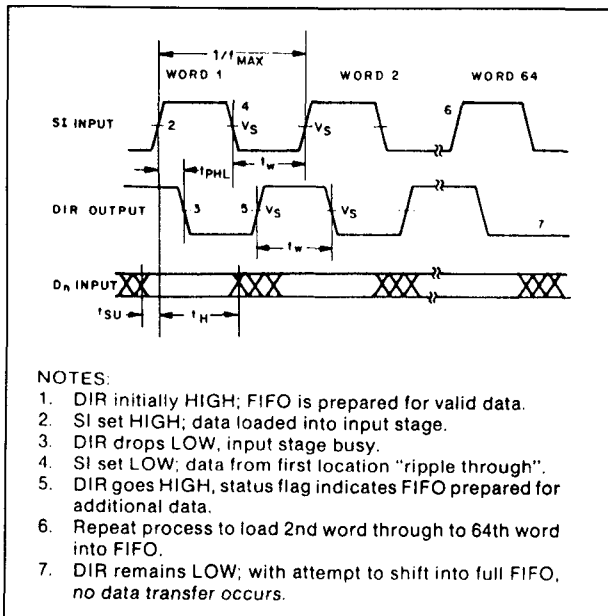 1/fMAX
WORD 1 WORD 2 WORD 64
4 6
SI INPUT 2 VS VS
tw
tPHL
DIR OUTPUT 3 5 VS VS 7
tw
Dn INPUT
tSU tH
NOTES:
1. DIR initially HIGH; FIFO is prepared for valid data.
2. SI set HIGH; data loaded into input stage.
3. DIR drops LOW, input stage busy.
4. SI set LOW; data from first location "ripple through".
5. DIR goes HIGH, status flag indicates FIFO prepared for
additional data.
6. Repeat process to load 2nd word through to 64th word
into FIFO.
7. DIR remains LOW; with attempt to shift into full FIFO,
no data transfer occurs.